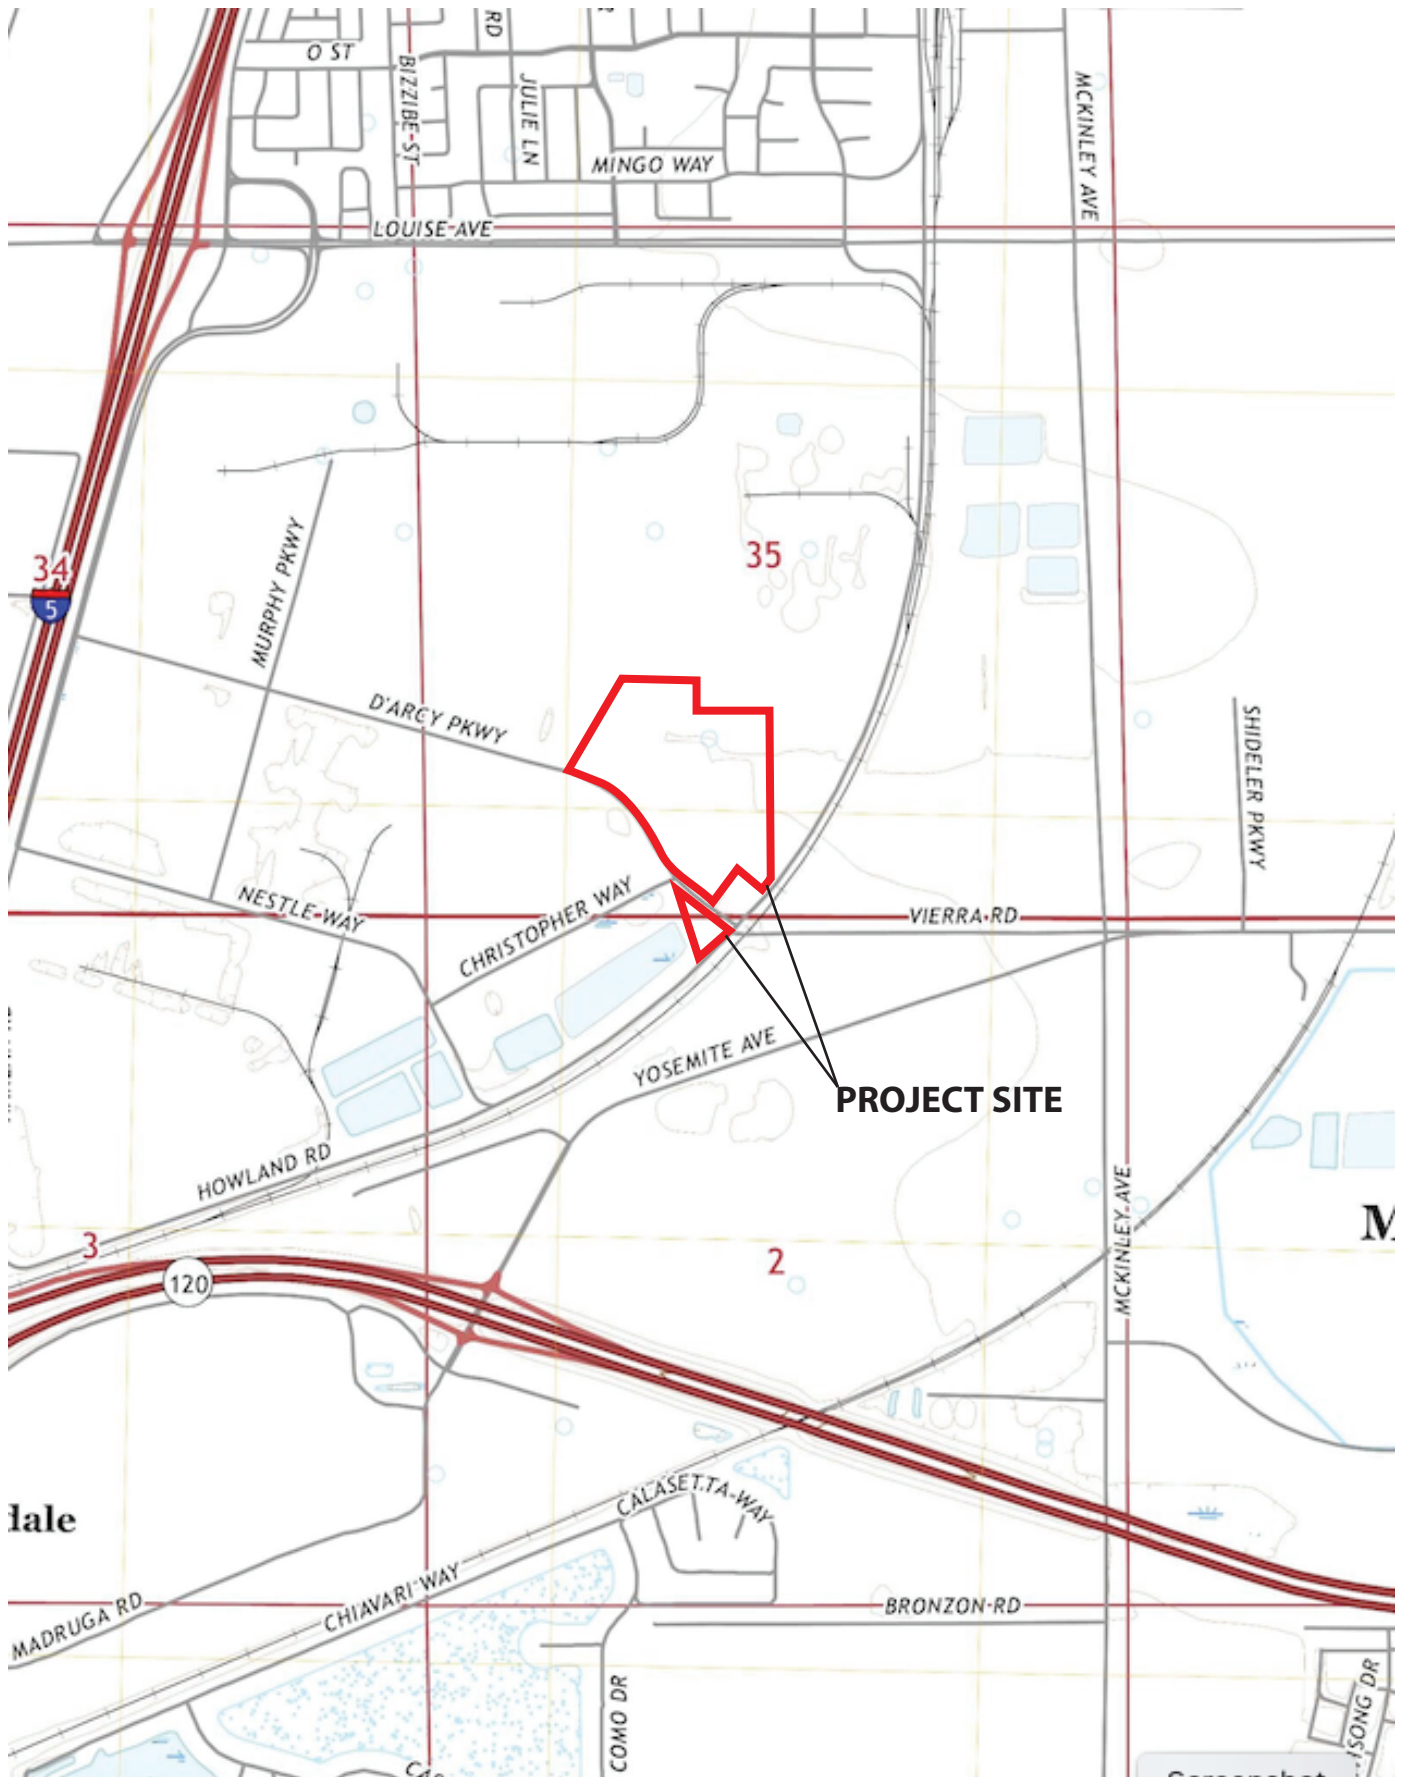 RD
O ST
BIZZIBE ST
JULIE LN
MCKINLEY AVE
MINGO WAY
LOUISE AVE
34
5
35
MURPHY PKWY
D'ARCY PKWY
SHIDELER PKWY
NESTLE WAY
CHRISTOPHER WAY
VIERRA RD
YOSEMITE AVE
PROJECT SITE
HOWLAND RD
MCKINLEY AVE
M
3
2
120
dale
CALASETTA WAY
CHIAVARI WAY
MADRUGA RD
BRONZON RD
COMO DR
ISONG DR